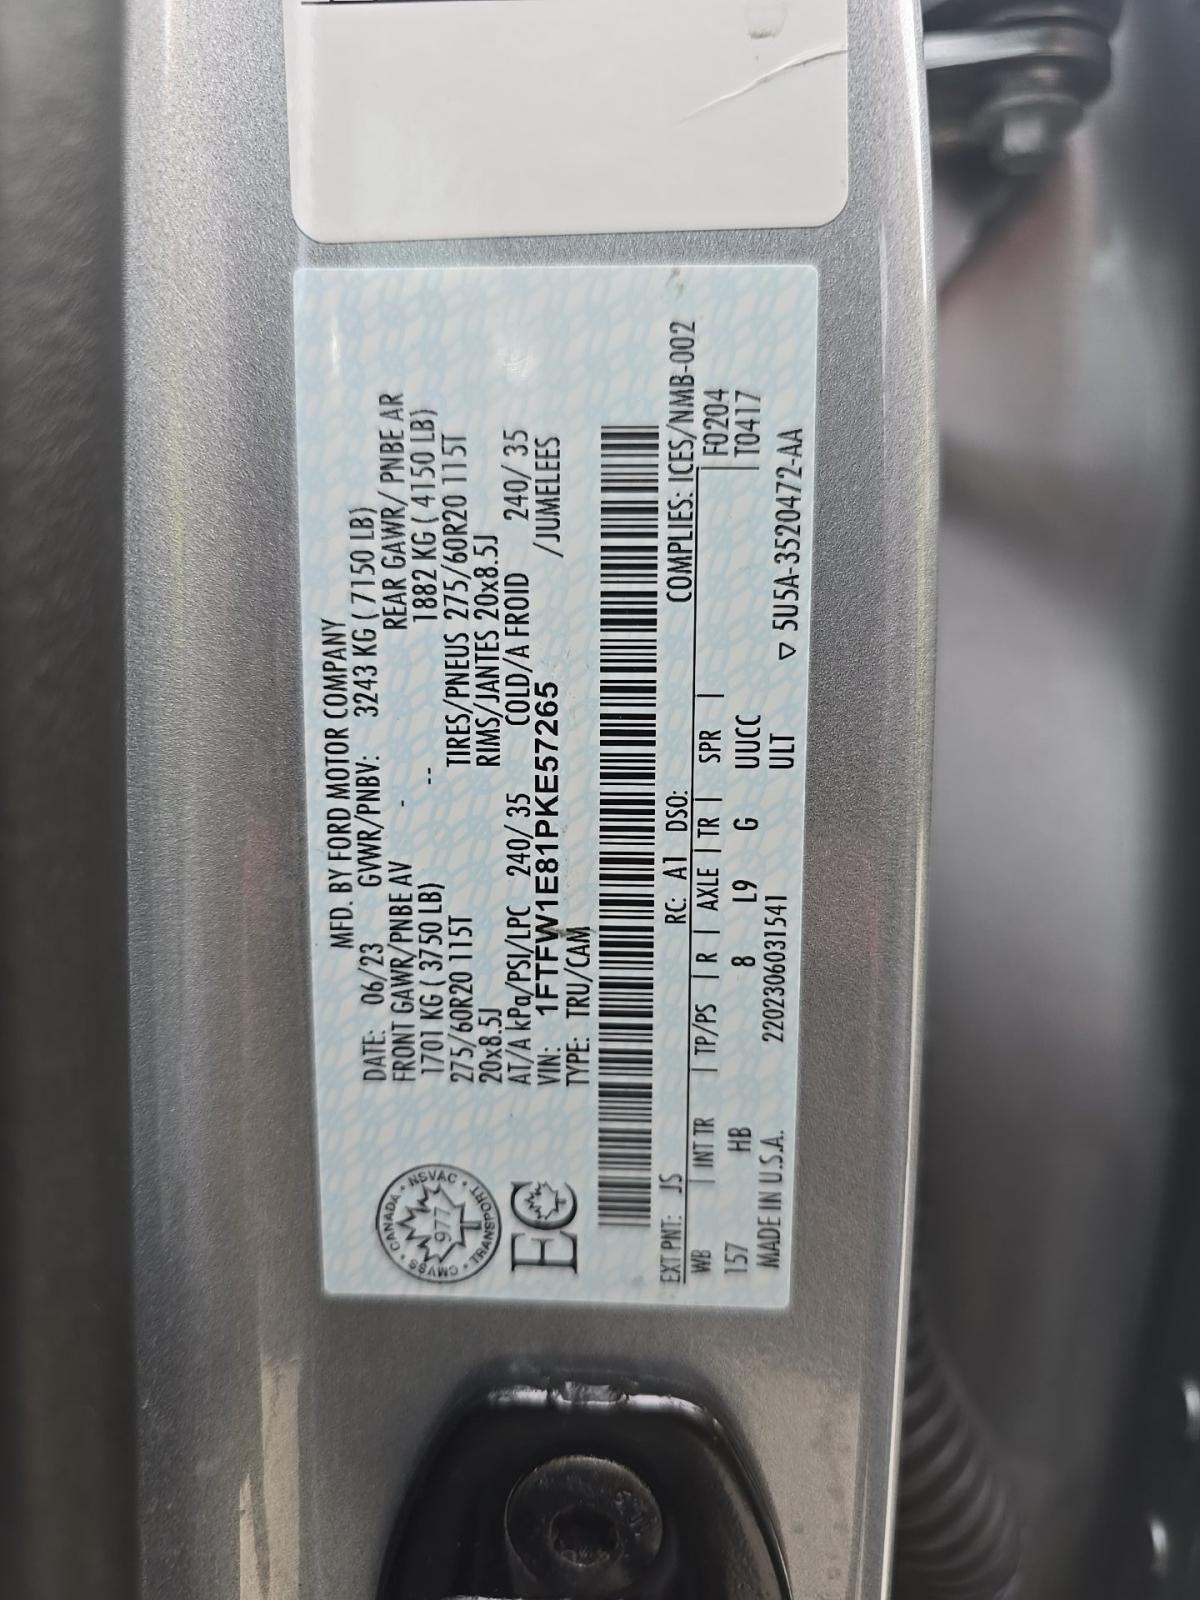 MFD. BY FORD MOTOR COMPANY
DATE: 06/23 GVWR/PNBV: 3243 KG ( 7150 LB)
FRONT GAWR/PNBE AV - REAR GAWR/ PNBE AR
1701 KG ( 3750 LB) -- 1882 KG ( 4150 LB)
275/60R20 115T TIRES/PNEUS 275/60R20 115T
20x8.5J RIMS/JANTES 20x8.5J
AT/A kPa/PSI/LPC 240/ 35 COLD/A FROID 240/ 35
VIN: 1FTFW1E81PKE57265 /JUMELEES
TYPE: TRU/CAM
CANADA • NSVAC • TRANSPORT • CMVSS •
977
T
EC
EXT PNT: JS RC: A1 DSO: COMPLIES: ICES/NMB-002
WB | INT TR | TP/PS | R | AXLE | TR | SPR | | F0204
157 HB 8 L9 G UUCC T0417
MADE IN U.S.A. 2202306031541 ULT ▽ 5U5A-3520472-AA